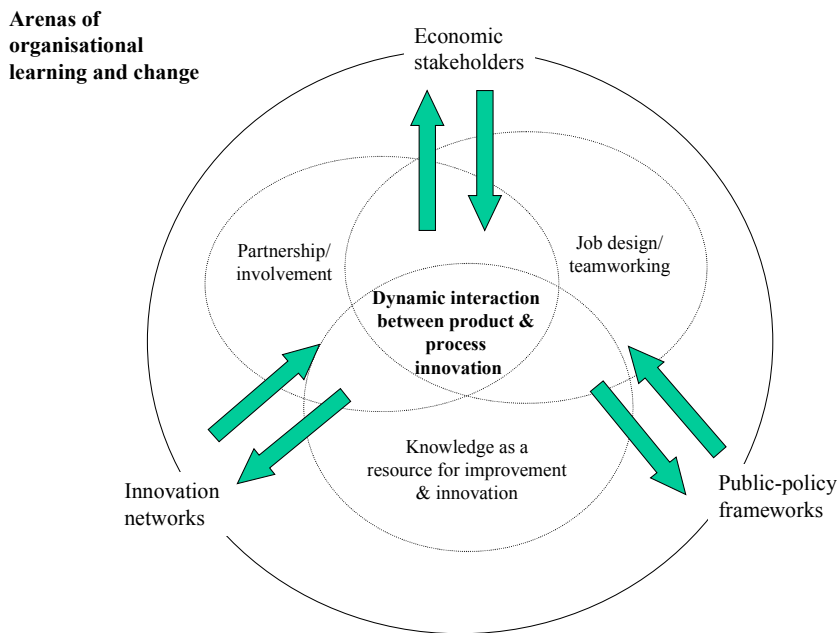 Arenas of
organisational
learning and change
Economic
stakeholders
Partnership/
involvement
Job design/
teamworking
Dynamic interaction
between product &
process
innovation
Knowledge as a
resource for improvement
& innovation
Innovation
networks
Public-policy
frameworks